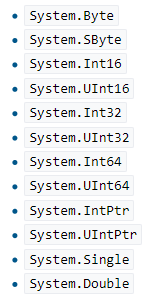 System.Byte
System.SByte
System.Int16
System.UInt16
System.Int32
System.UInt32
System.Int64
System.UInt64
System.IntPtr
System.UIntPtr
System.Single
System.Double